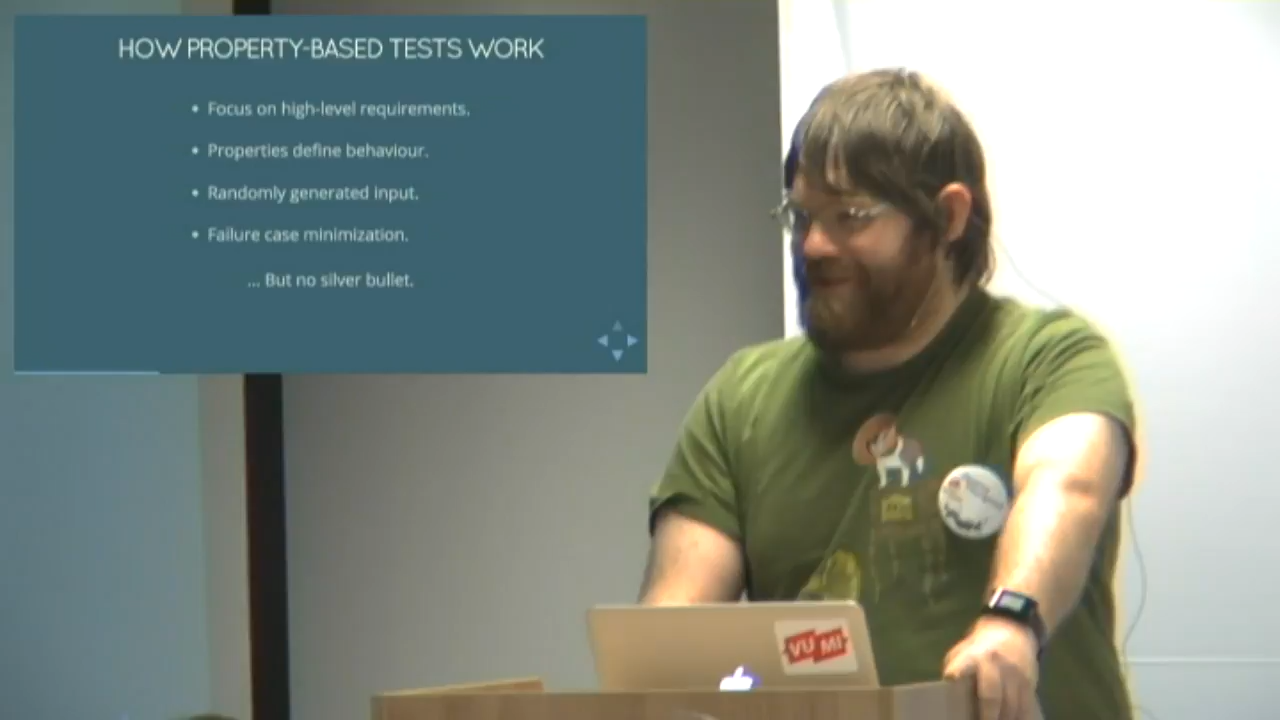 HOW PROPERTY-BASED TESTS WORK
• Focus on high-level requirements.
• Properties define behaviour.
• Randomly generated input.
• Failure case minimization.
... But no silver bullet.
VUMI